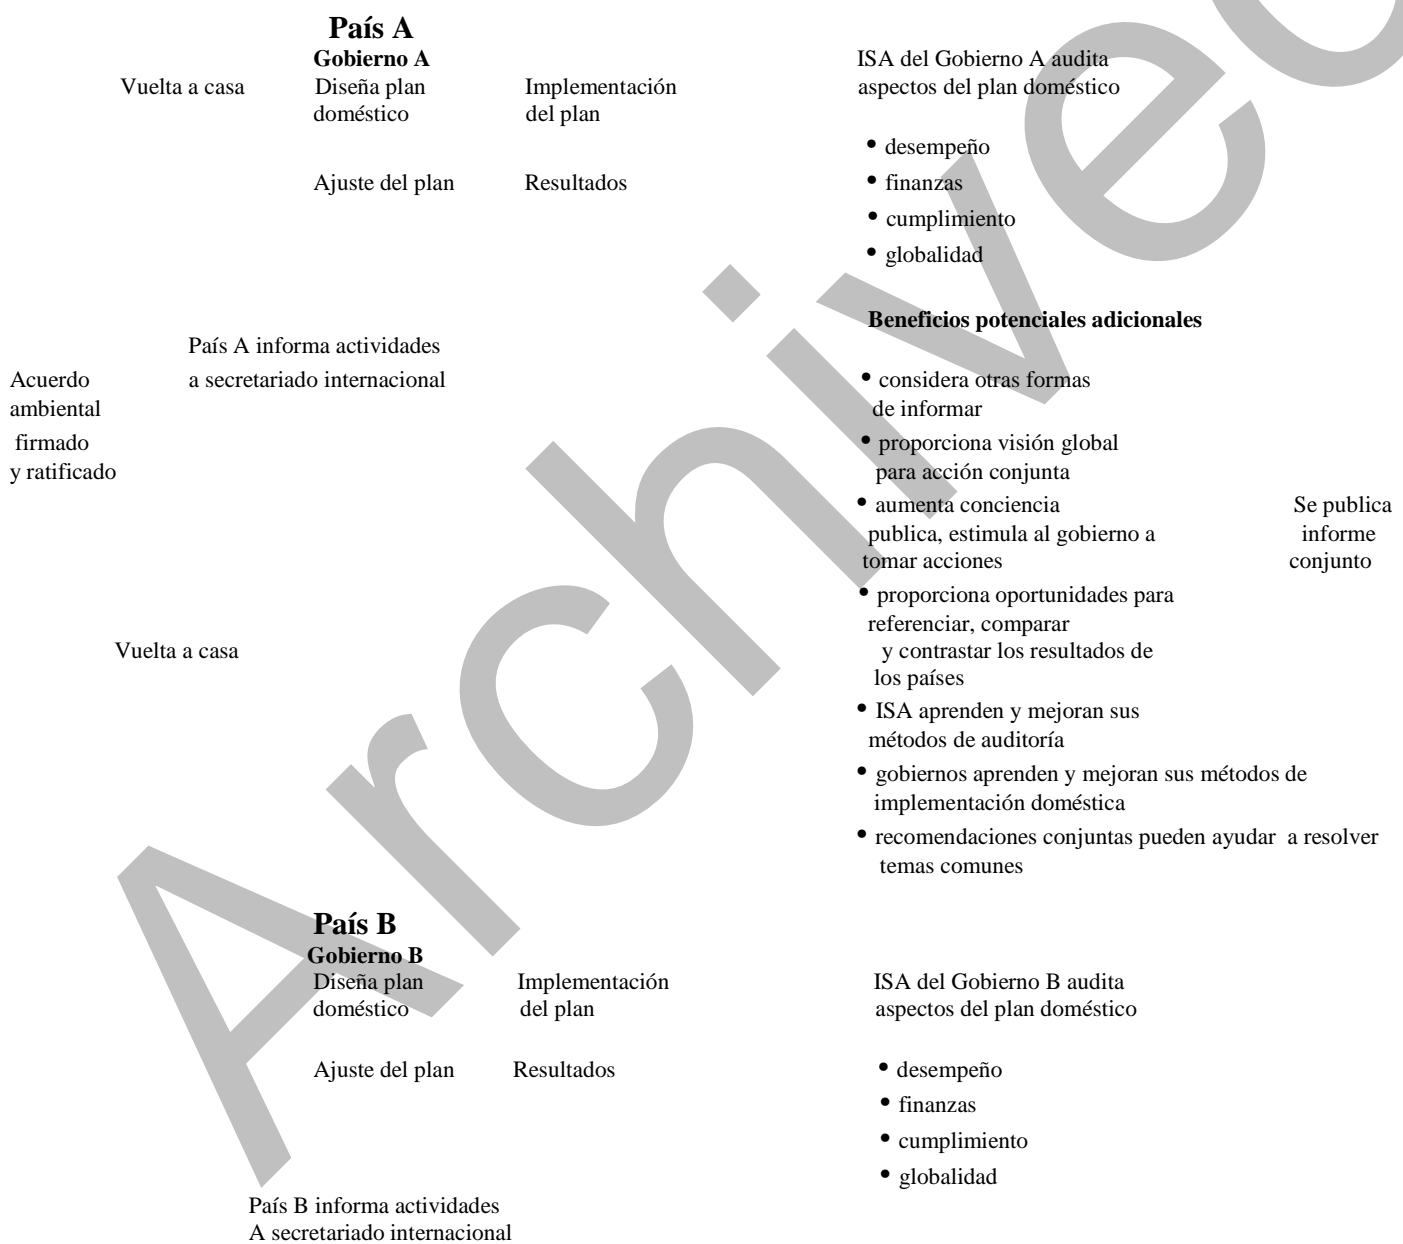 País A
Gobierno A
Vuelta a casa
Diseña plan
doméstico
Implementación
del plan
Ajuste del plan
Resultados
ISA del Gobierno A audita
aspectos del plan doméstico
• desempeño
• finanzas
• cumplimiento
• globalidad
País A informa actividades
a secretariado internacional
Acuerdo
ambiental
firmado
y ratificado
Beneficios potenciales adicionales
• considera otras formas
de informar
• proporciona visión global
para acción conjunta
• aumenta conciencia
publica, estimula al gobierno a
tomar acciones
• proporciona oportunidades para
referenciar, comparar
y contrastar los resultados de
los países
• ISA aprenden y mejoran sus
métodos de auditoría
• gobiernos aprenden y mejoran sus métodos de
implementación doméstica
• recomendaciones conjuntas pueden ayudar a resolver
temas comunes
Se publica
informe
conjunto
Vuelta a casa
País B
Gobierno B
Diseña plan
doméstico
Implementación
del plan
Ajuste del plan
Resultados
ISA del Gobierno B audita
aspectos del plan doméstico
• desempeño
• finanzas
• cumplimiento
• globalidad
País B informa actividades
A secretariado internacional
Archived